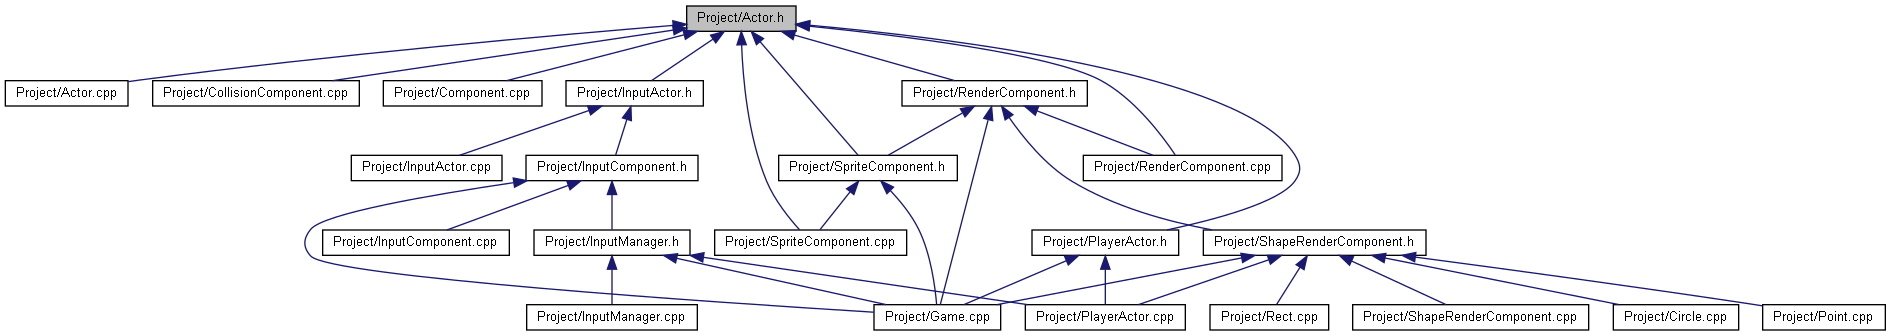 Project/Actor.h
Project/Actor.cpp
Project/CollisionComponent.cpp
Project/Component.cpp
Project/InputActor.h
Project/RenderComponent.h
Project/InputActor.cpp
Project/InputComponent.h
Project/SpriteComponent.h
Project/RenderComponent.cpp
Project/InputComponent.cpp
Project/InputManager.h
Project/SpriteComponent.cpp
Project/PlayerActor.h
Project/ShapeRenderComponent.h
Project/InputManager.cpp
Project/Game.cpp
Project/PlayerActor.cpp
Project/Rect.cpp
Project/ShapeRenderComponent.cpp
Project/Circle.cpp
Project/Point.cpp